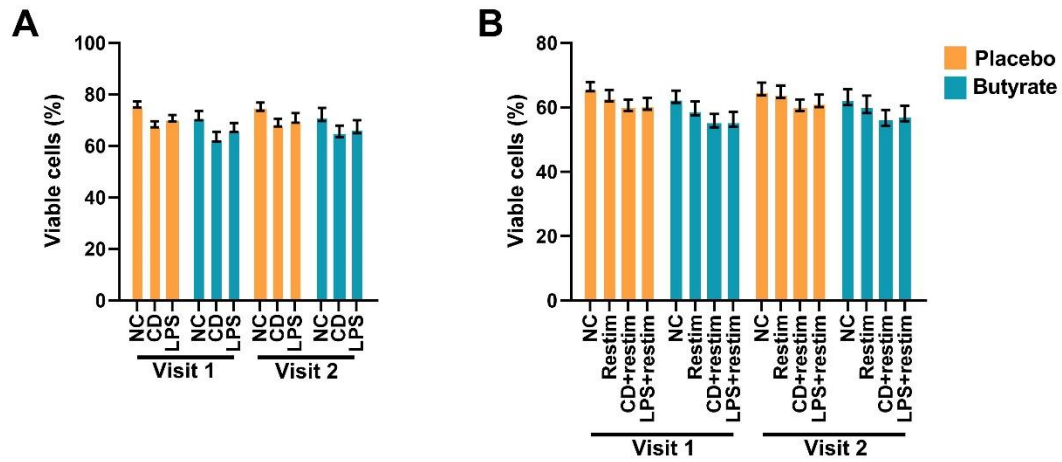 A
Viable cells (%)
100
80
60
40
20
0
NC
CD
LPS
NC
CD
LPS
NC
CD
LPS
NC
CD
LPS
Visit 1
Visit 2
B
Viable cells (%)
80
60
40
20
0
NC
Restim
CD+restim
LPS+restim
NC
Restim
CD+restim
LPS+restim
NC
Restim
CD+restim
LPS+restim
NC
Restim
CD+restim
LPS+restim
Visit 1
Visit 2
Placebo
Butyrate